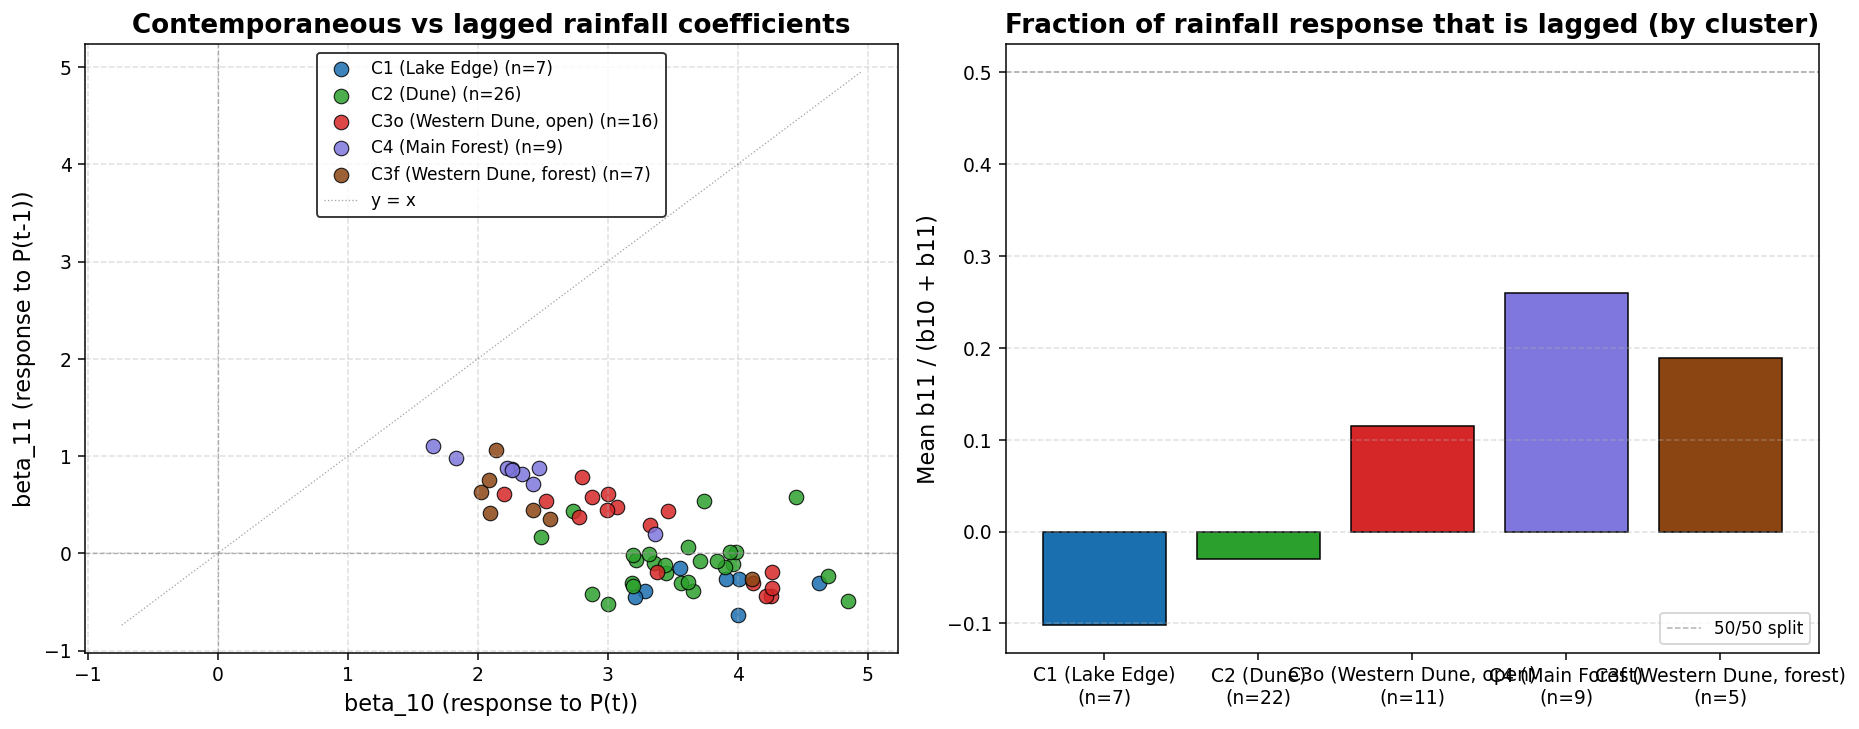 Contemporaneous vs lagged rainfall coefficients
C1 (Lake Edge) (n=7)
C2 (Dune) (n=26)
C3o (Western Dune, open) (n=16)
C4 (Main Forest) (n=9)
C3f (Western Dune, forest) (n=7)
y = x
beta_11 (response to P(t-1))
5
4
3
2
1
0
−1
−1 0 1 2 3 4 5
beta_10 (response to P(t))
Fraction of rainfall response that is lagged (by cluster)
Mean b11 / (b10 + b11)
0.5
0.4
0.3
0.2
0.1
0.0
−0.1
50/50 split
C1 (Lake Edge) C2 (Dune) C3o (Western Dune, open) C4 (Main Forest) C3f (Western Dune, forest)
(n=7) (n=22) (n=11) (n=9) (n=5)